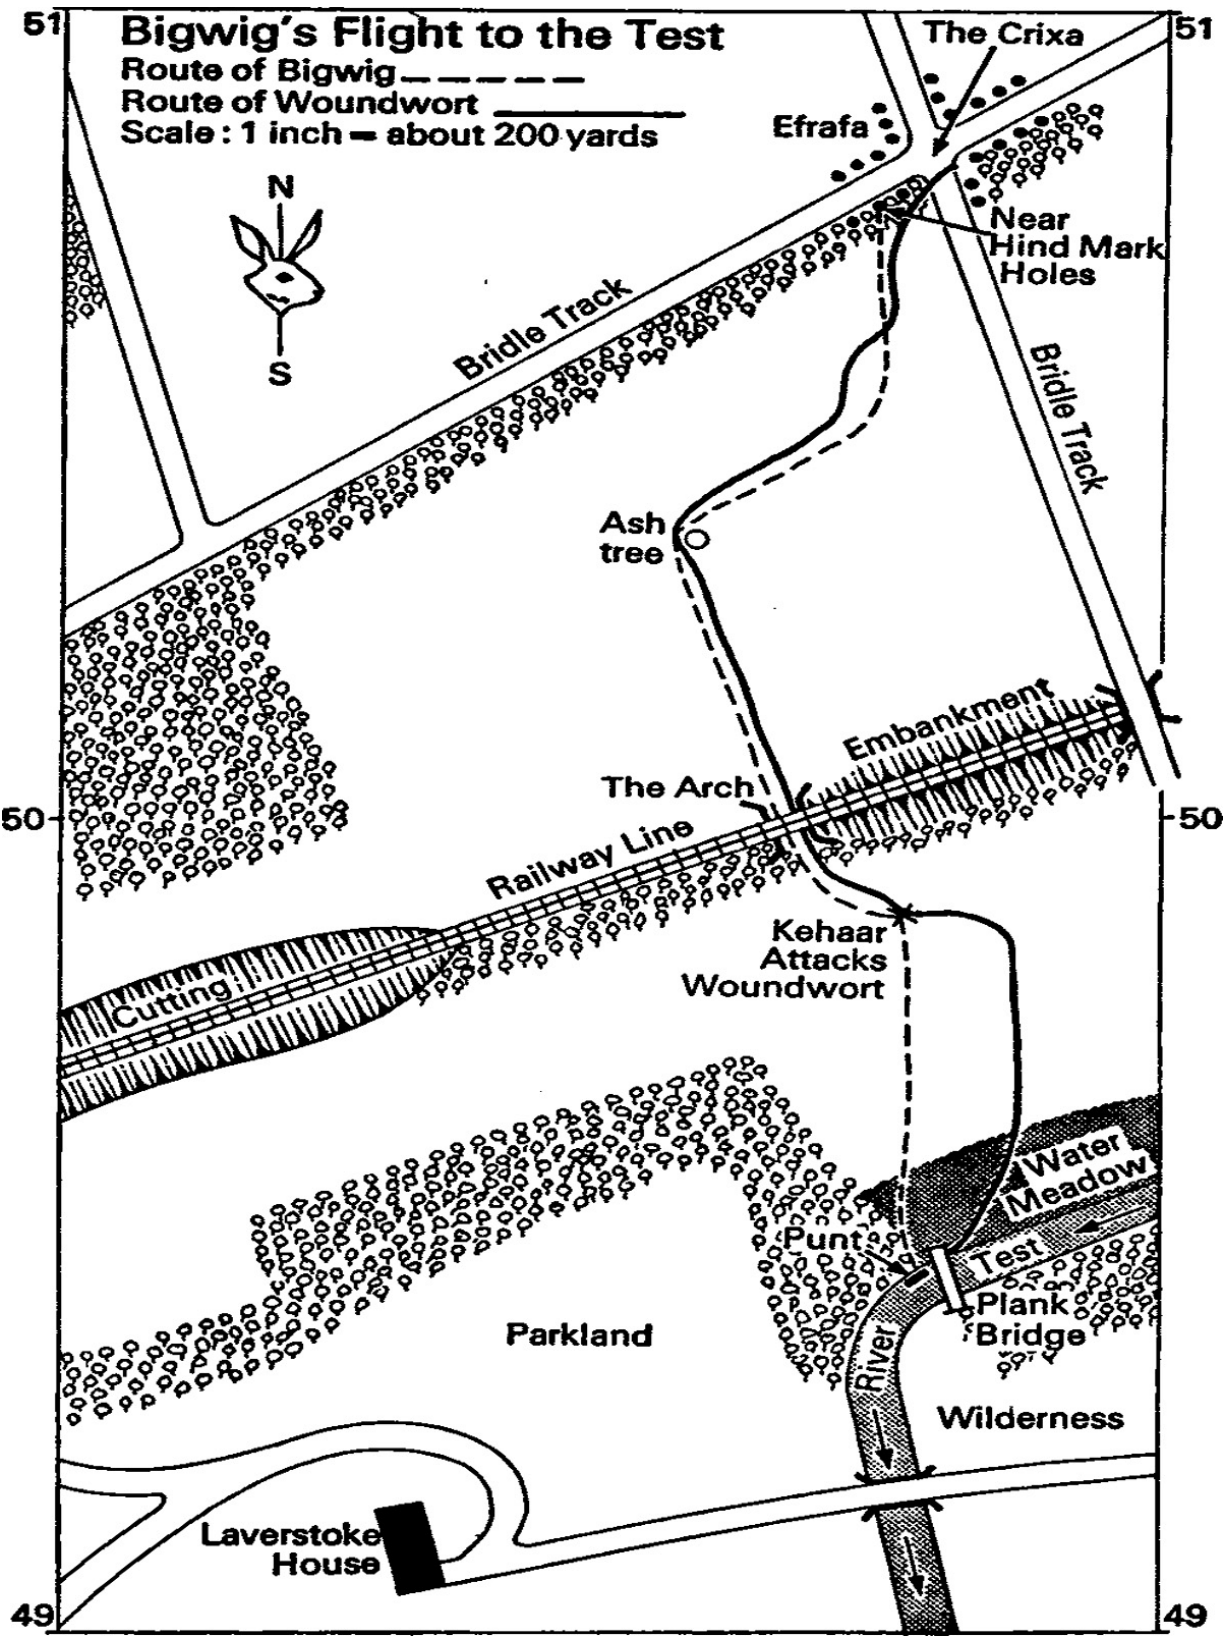 51
51
Bigwig's Flight to the Test
Route of Bigwig
Route of Woundwort
Scale: 1 inch = about 200 yards
The Crixa
Efrafa
N
S
Near
Hind Mark
Holes
Bridle Track
Bridle Track
Ash
tree
Embankment
The Arch
50
50
Railway Line
Kehaar
Attacks
Woundwort
Cutting
Water
Meadow
Punt
Test
Plank
Bridge
Parkland
River
Wilderness
Laverstoke
House
49
49